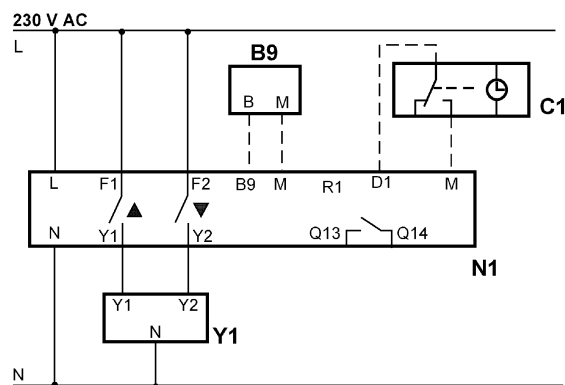 230 V AC
L
B9
B M
C1
L F1 F2 B9 M R1 D1 M
N Y1 Y2 Q13 Q14
N1
Y1 Y2
N
Y1
N